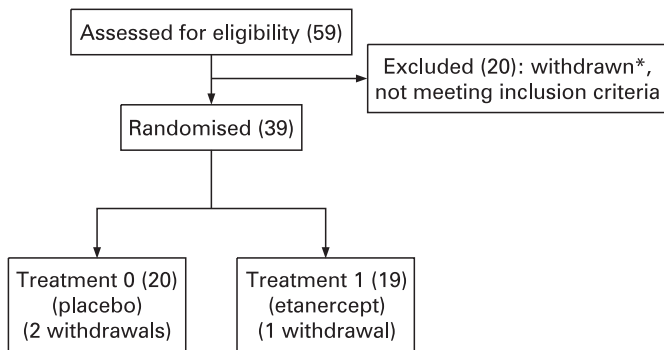 Assessed for eligibility (59)
Excluded (20): withdrawn*,
not meeting inclusion criteria
Randomised (39)
Treatment 0 (20)
(placebo)
(2 withdrawals)
Treatment 1 (19)
(etanercept)
(1 withdrawal)